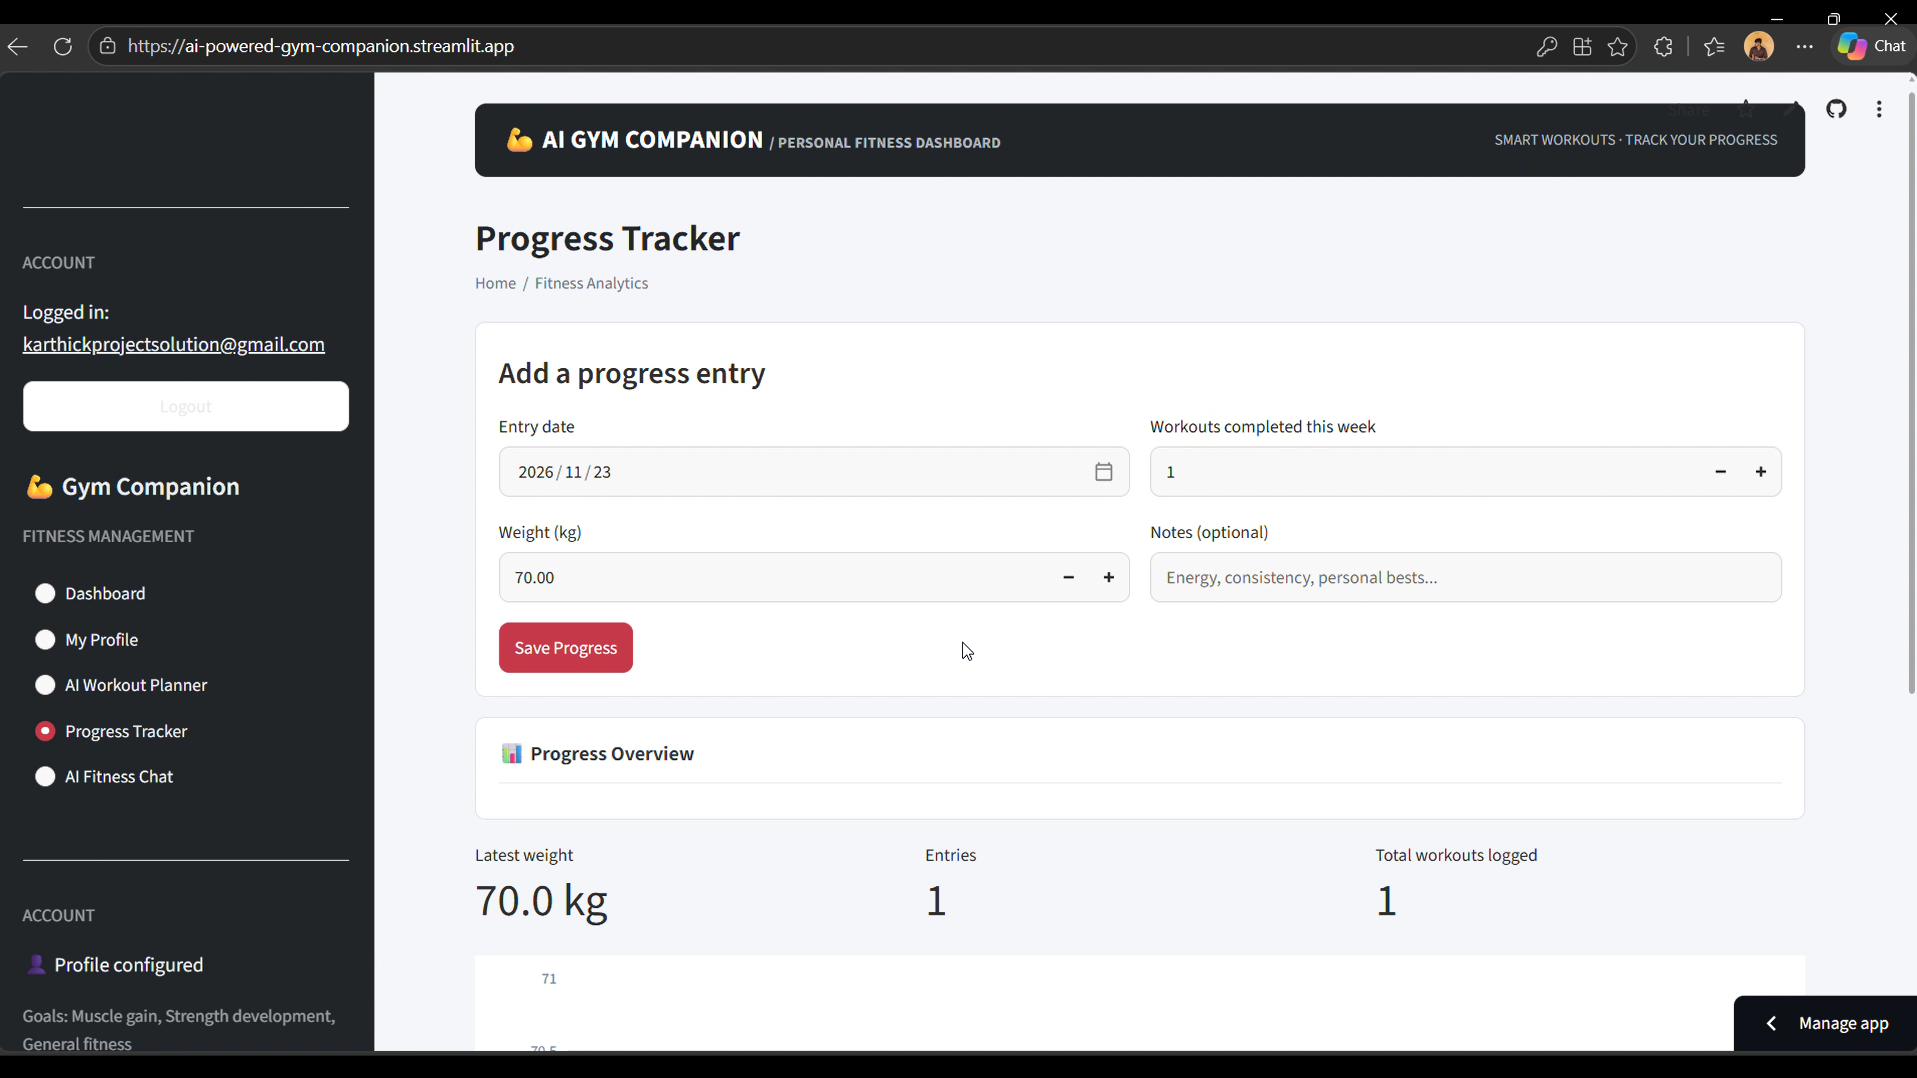 https://ai-powered-gym-companion.streamlit.app
Chat
Share
💪 AI GYM COMPANION / PERSONAL FITNESS DASHBOARD
SMART WORKOUTS · TRACK YOUR PROGRESS
ACCOUNT
Logged in:
karthickprojectsolution@gmail.com
Logout
💪 Gym Companion
FITNESS MANAGEMENT
Dashboard
My Profile
AI Workout Planner
Progress Tracker
AI Fitness Chat
ACCOUNT
Profile configured
Goals: Muscle gain, Strength development,
General fitness
Progress Tracker
Home / Fitness Analytics
Add a progress entry
Entry date
2026/11/23
Workouts completed this week
1
Weight (kg)
70.00
Notes (optional)
Energy, consistency, personal bests...
Save Progress
📊 Progress Overview
Latest weight
70.0 kg
Entries
1
Total workouts logged
1
71
70.5
Manage app